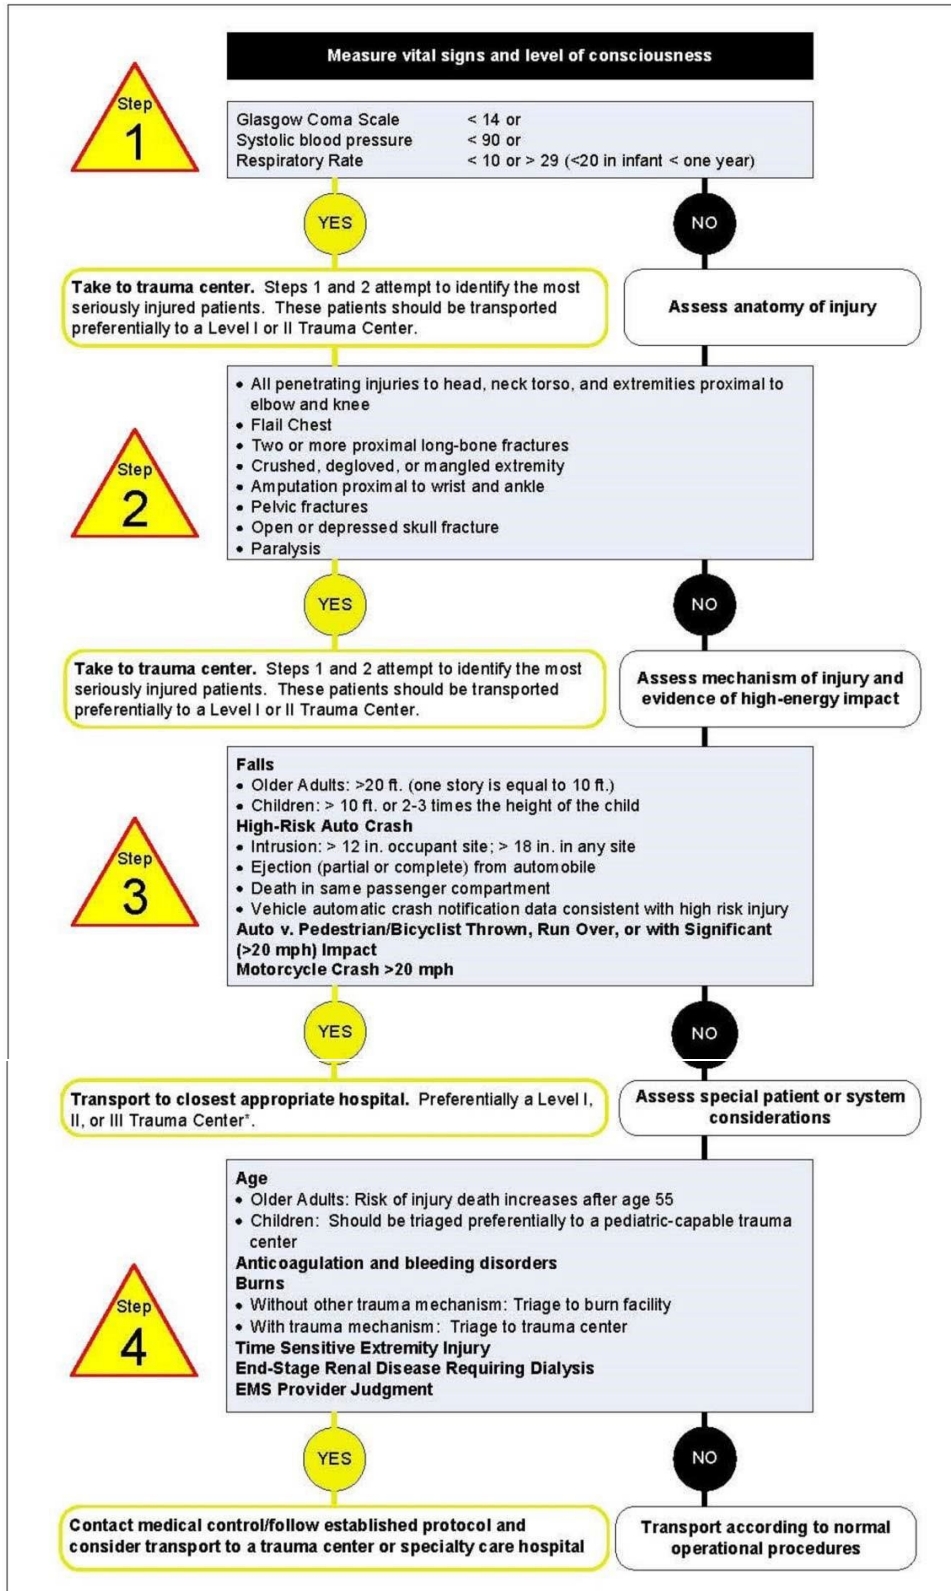 Measure vital signs and level of consciousness
Step
1
Glasgow Coma Scale < 14 or
Systolic blood pressure < 90 or
Respiratory Rate < 10 or > 29 (<20 in infant < one year)
YES
NO
Take to trauma center. Steps 1 and 2 attempt to identify the most
seriously injured patients. These patients should be transported
preferentially to a Level I or II Trauma Center.
Assess anatomy of injury
Step
2
• All penetrating injuries to head, neck torso, and extremities proximal to
elbow and knee
• Flail Chest
• Two or more proximal long-bone fractures
• Crushed, degloved, or mangled extremity
• Amputation proximal to wrist and ankle
• Pelvic fractures
• Open or depressed skull fracture
• Paralysis
YES
NO
Take to trauma center. Steps 1 and 2 attempt to identify the most
seriously injured patients. These patients should be transported
preferentially to a Level I or II Trauma Center.
Assess mechanism of injury and
evidence of high-energy impact
Step
3
Falls
• Older Adults: >20 ft. (one story is equal to 10 ft.)
• Children: > 10 ft. or 2-3 times the height of the child
High-Risk Auto Crash
• Intrusion: > 12 in. occupant site; > 18 in. in any site
• Ejection (partial or complete) from automobile
• Death in same passenger compartment
• Vehicle automatic crash notification data consistent with high risk injury
Auto v. Pedestrian/Bicyclist Thrown, Run Over, or with Significant
(>20 mph) Impact
Motorcycle Crash >20 mph
YES
NO
Transport to closest appropriate hospital. Preferentially a Level I,
II, or III Trauma Center*.
Assess special patient or system
considerations
Step
4
Age
• Older Adults: Risk of injury death increases after age 55
• Children: Should be triaged preferentially to a pediatric-capable trauma
center
Anticoagulation and bleeding disorders
Burns
• Without other trauma mechanism: Triage to burn facility
• With trauma mechanism: Triage to trauma center
Time Sensitive Extremity Injury
End-Stage Renal Disease Requiring Dialysis
EMS Provider Judgment
YES
NO
Contact medical control/follow established protocol and
consider transport to a trauma center or specialty care hospital
Transport according to normal
operational procedures